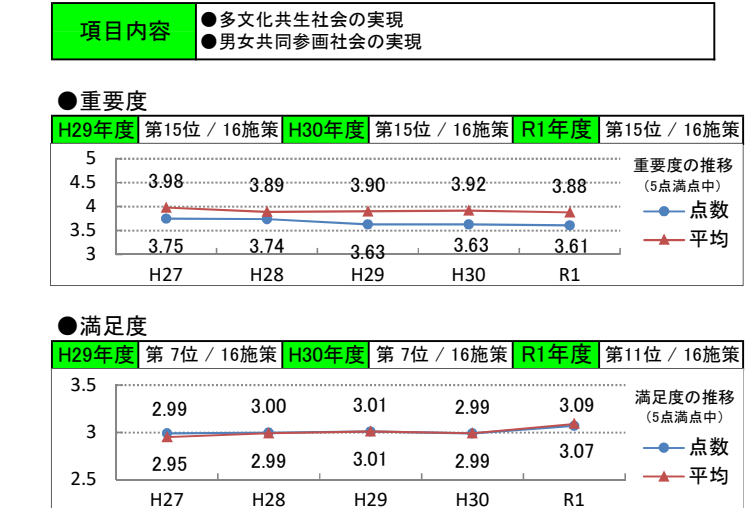 項目内容
●多文化共生社会の実現
●男女共同参画社会の実現
●重要度
H29年度 第15位 / 16施策 H30年度 第15位 / 16施策 R1年度 第15位 / 16施策
重要度の推移
（5点満点中）
点数
平均
5
4.5
4
3.5
3
3.98 3.89 3.90 3.92 3.88
3.75 3.74 3.63 3.63 3.61
H27 H28 H29 H30 R1
●満足度
H29年度 第 7位 / 16施策 H30年度 第 7位 / 16施策 R1年度 第11位 / 16施策
満足度の推移
（5点満点中）
点数
平均
3.5
3
2.5
2.99 3.00 3.01 2.99 3.09
2.95 2.99 3.01 2.99 3.07
H27 H28 H29 H30 R1